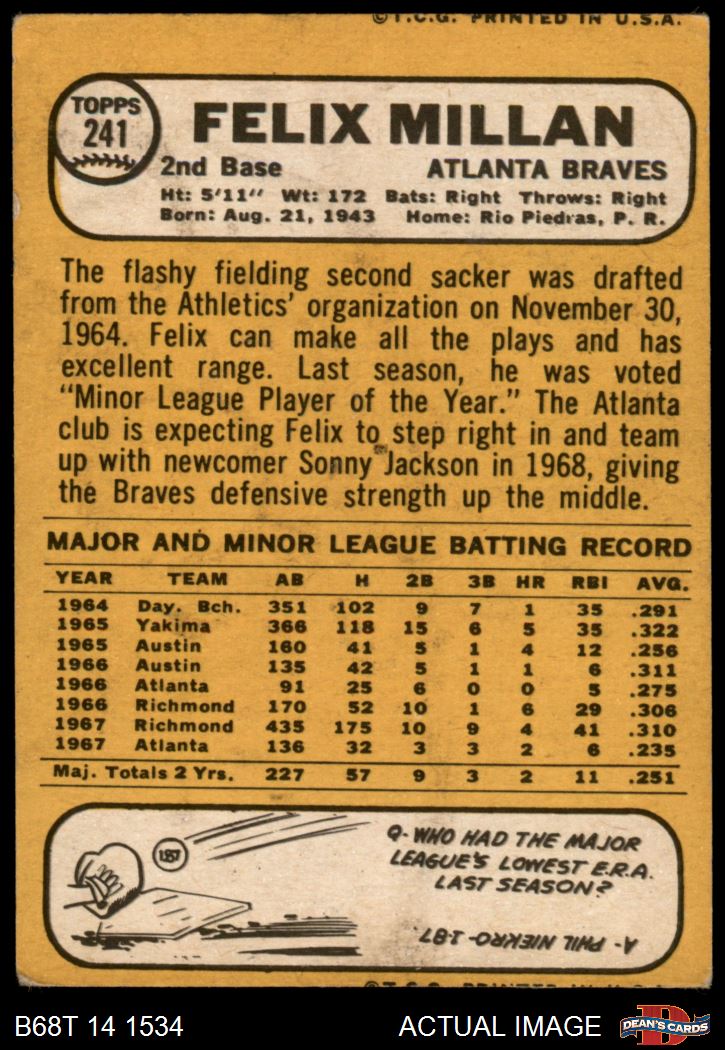 ©T.C.G. PRINTED IN U.S.A.
TOPPS
241
FELIX MILLAN
2nd Base ATLANTA BRAVES
Ht: 5'11" Wt: 172 Bats: Right Throws: Right
Born: Aug. 21, 1943 Home: Rio Piedras, P. R.
The flashy fielding second sacker was drafted
from the Athletics' organization on November 30,
1964. Felix can make all the plays and has
excellent range. Last season, he was voted
"Minor League Player of the Year." The Atlanta
club is expecting Felix to step right in and team
up with newcomer Sonny Jackson in 1968, giving
the Braves defensive strength up the middle.
MAJOR AND MINOR LEAGUE BATTING RECORD
YEAR TEAM AB H 2B 3B HR RBI AVG.
1964 Day. Bch. 351 102 9 7 1 35 .291
1965 Yakima 366 118 15 6 5 35 .322
1965 Austin 160 41 5 1 4 12 .256
1966 Austin 135 42 5 1 1 6 .311
1966 Atlanta 91 25 6 0 0 5 .275
1966 Richmond 170 52 10 1 6 29 .306
1967 Richmond 435 175 10 9 4 41 .310
1967 Atlanta 136 32 3 3 2 6 .235
Maj. Totals 2 Yrs. 227 57 9 3 2 11 .251
1.87
Q-WHO HAD THE MAJOR
LEAGUE'S LOWEST E.R.A.
LAST SEASON?
A-PHIL NIEKRO-1.87
©T.C.G. PRINTED IN U.S.A.
B68T 14 1534 ACTUAL IMAGE
D
DEAN'S CARDS